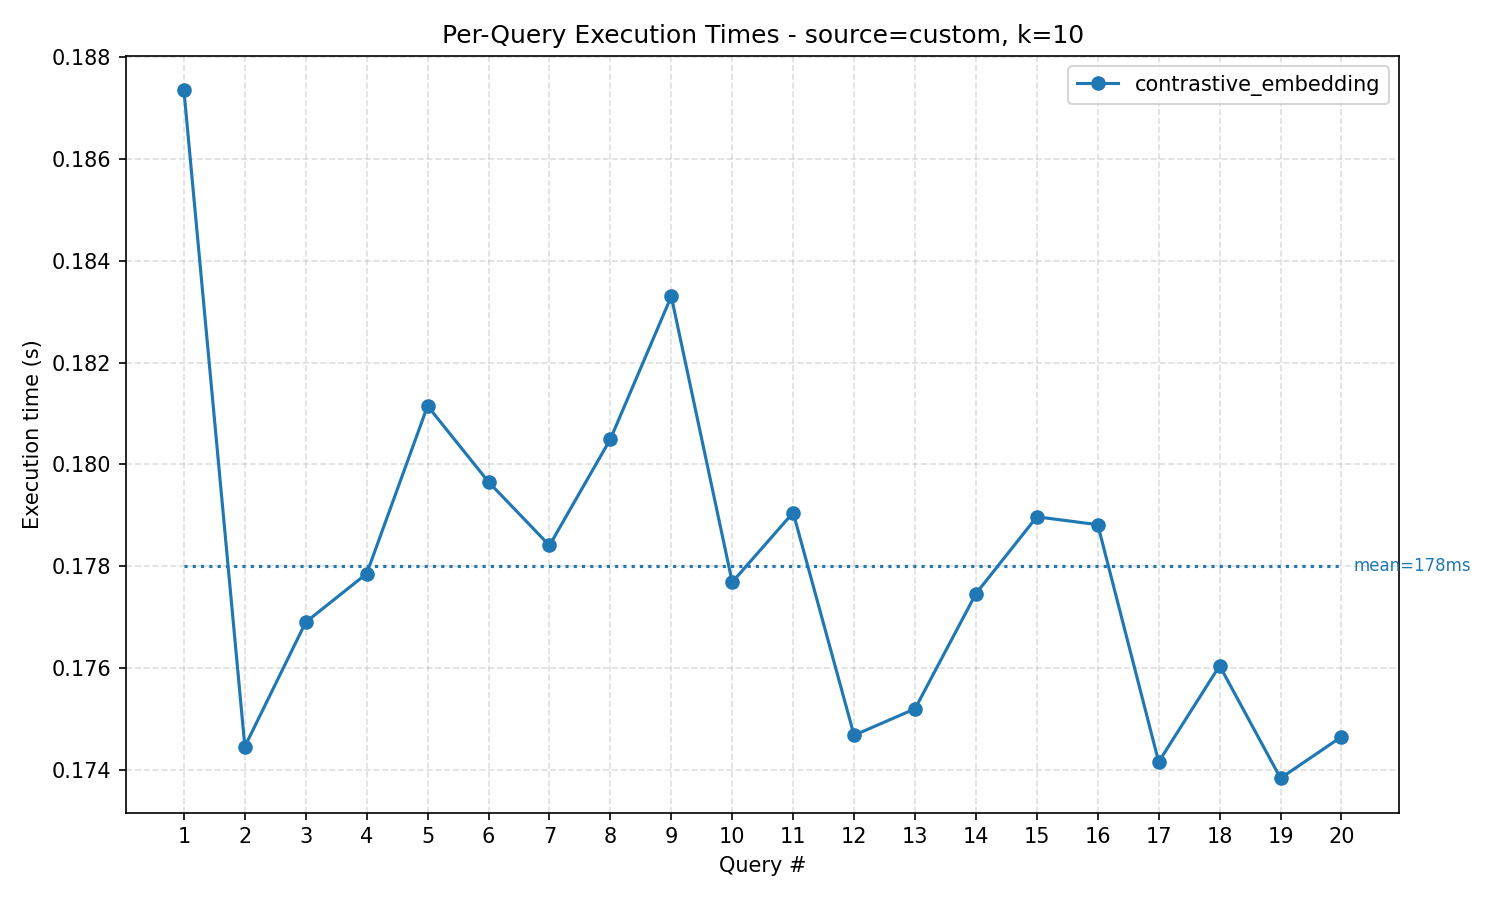 Per-Query Execution Times - source=custom, k=10
contrastive_embedding
Execution time (s)
0.188
0.186
0.184
0.182
0.180
0.178
0.176
0.174
mean=178ms
1 2 3 4 5 6 7 8 9 10 11 12 13 14 15 16 17 18 19 20
Query #